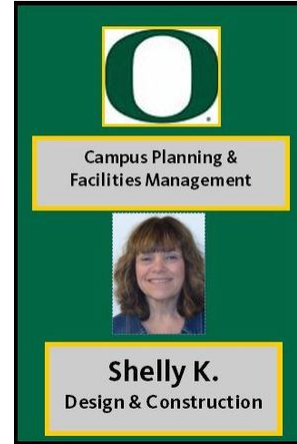 O
Campus Planning &
Facilities Management
Shelly K.
Design & Construction